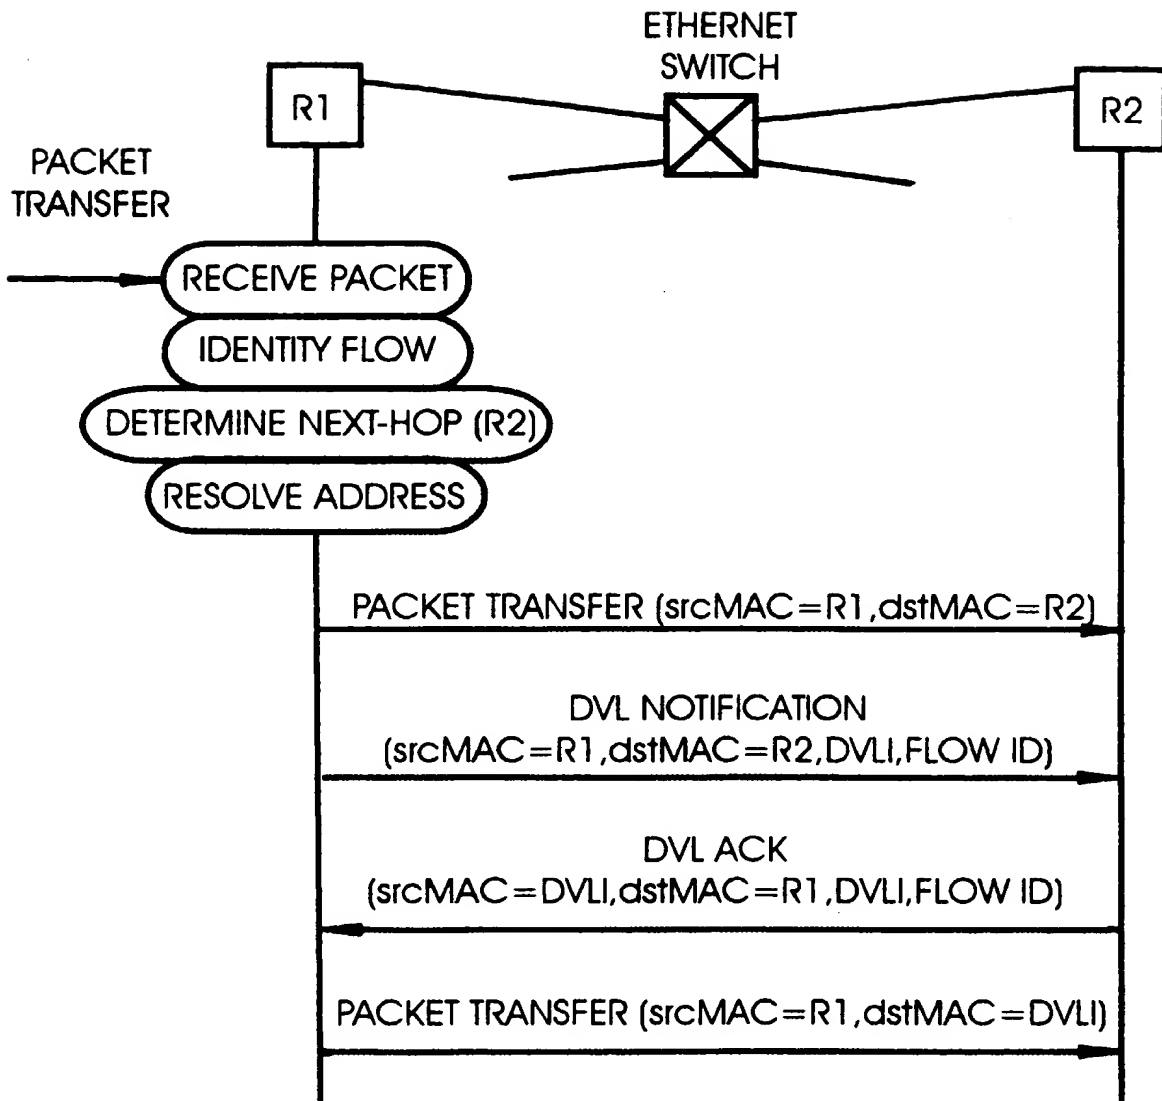 ETHERNET
SWITCH
R1
R2
PACKET
TRANSFER
RECEIVE PACKET
IDENTITY FLOW
DETERMINE NEXT-HOP (R2)
RESOLVE ADDRESS
PACKET TRANSFER (srcMAC=R1,dstMAC=R2)
DVL NOTIFICATION
(srcMAC=R1,dstMAC=R2,DVLI,FLOW ID)
DVL ACK
(srcMAC=DVLI,dstMAC=R1,DVLI,FLOW ID)
PACKET TRANSFER (srcMAC=R1,dstMAC=DVLI)